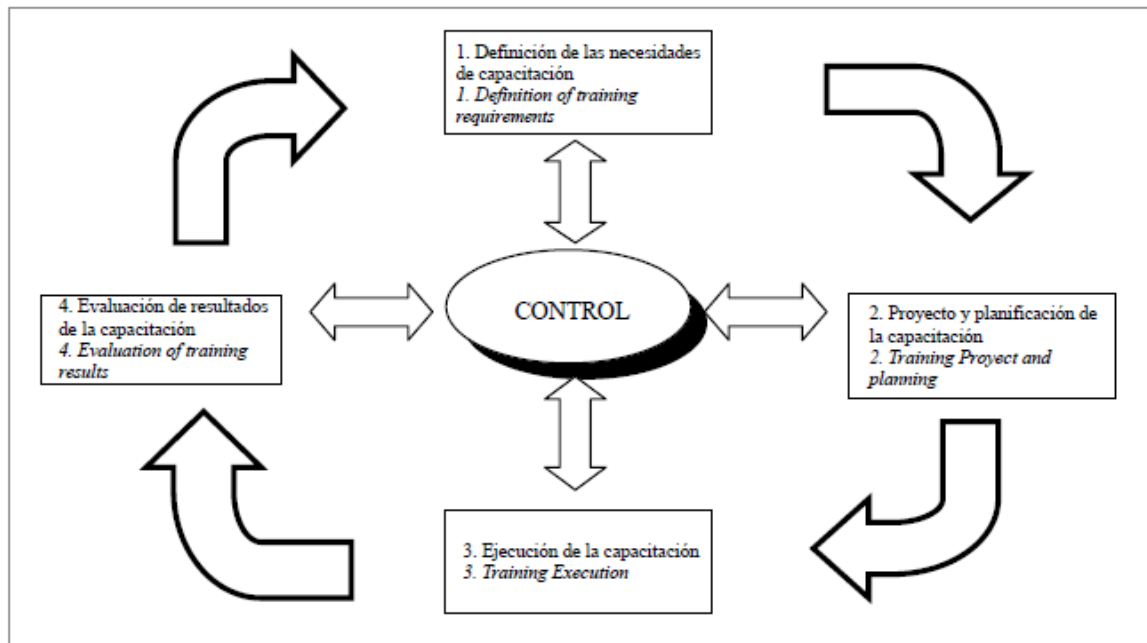 1. Definición de las necesidades
de capacitación
1. Definition of training
requirements
4. Evaluación de resultados
de la capacitación
4. Evaluation of training
results
CONTROL
2. Proyecto y planificación de
la capacitación
2. Training Proyect and
planning
3. Ejecución de la capacitación
3. Training Execution